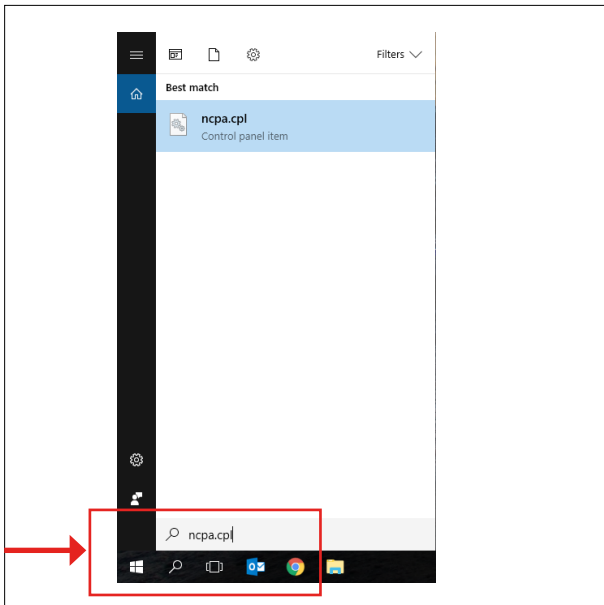 Filters
Best match
ncpa.cpl
Control panel item
ncpa.cpl